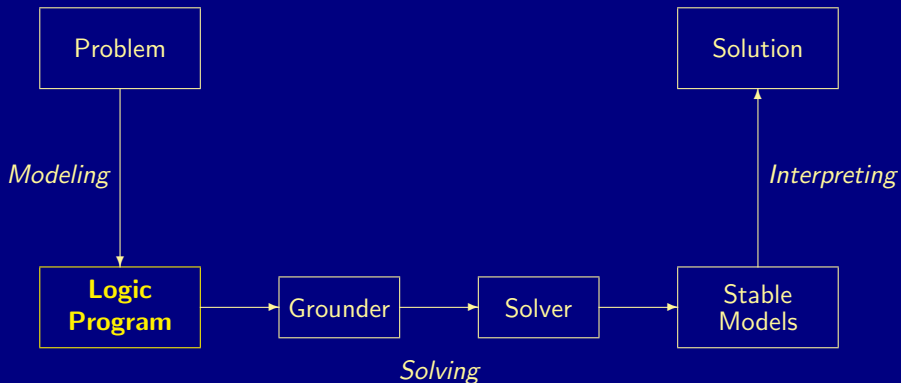 Problem
Solution
Modeling
Interpreting
Logic
Program
Grounder
Solver
Stable
Models
Solving